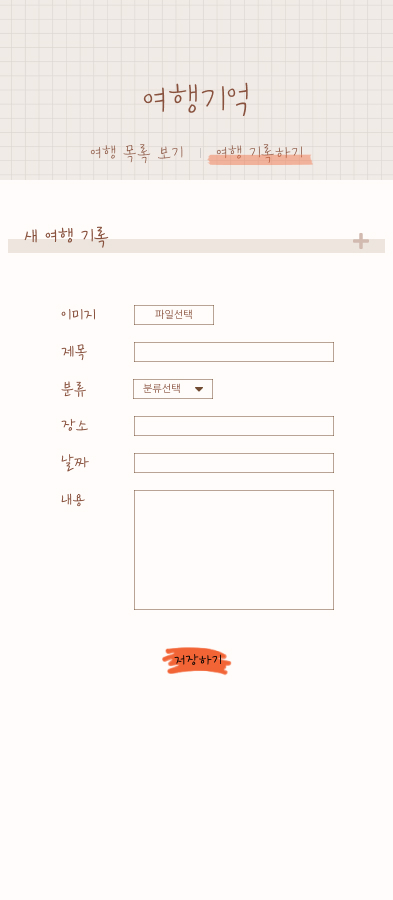 여행기억
여행 목록 보기 | 여행 기록하기
새 여행 기록 +
이미지 파일선택
제목
분류 분류선택
장소
날짜
내용
저장하기